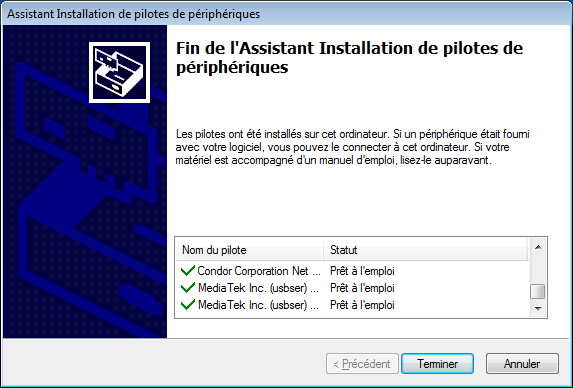 Assistant Installation de pilotes de périphériques
Fin de l'Assistant Installation de pilotes de
périphériques
Les pilotes ont été installés sur cet ordinateur. Si un périphérique était fourni
avec votre logiciel, vous pouvez le connecter à cet ordinateur. Si votre
matériel est accompagné d'un manuel d'emploi, lisez-le auparavant.
Nom du pilote Statut
Condor Corporation Net ... Prêt à l'emploi
MediaTek Inc. (usbser) ... Prêt à l'emploi
MediaTek Inc. (usbser) ... Prêt à l'emploi
< Précédent Terminer Annuler